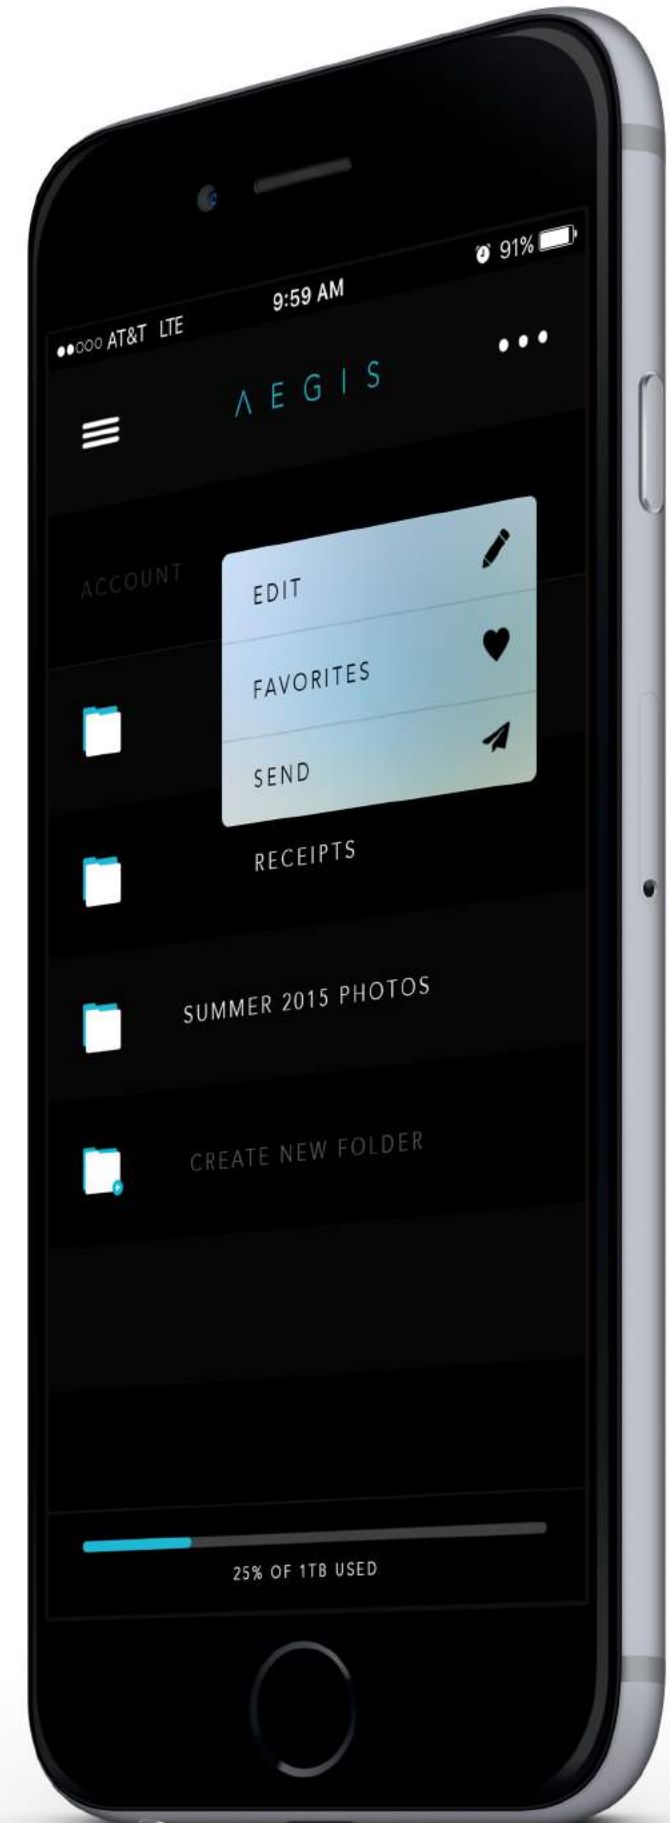 ●●○○○ AT&T LTE 9:59 AM 91%
ΛEGIS
ACCOUNT
EDIT
FAVORITES
SEND
RECEIPTS
SUMMER 2015 PHOTOS
CREATE NEW FOLDER
25% OF 1TB USED